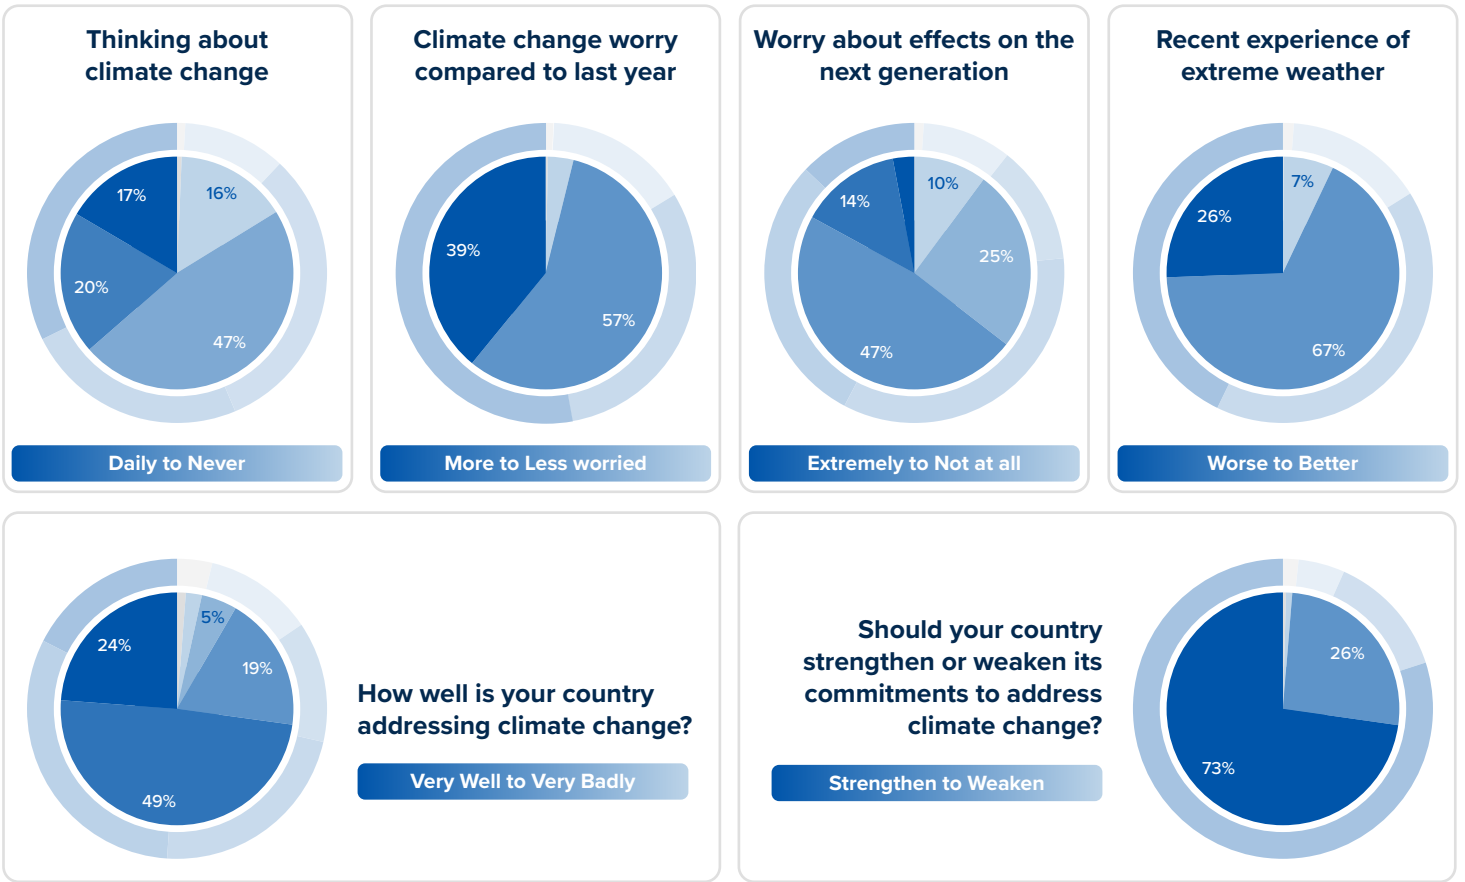 Thinking about
climate change
17%
16%
20%
47%
Daily to Never
Climate change worry
compared to last year
39%
57%
More to Less worried
Worry about effects on the
next generation
14%
10%
25%
47%
Extremely to Not at all
Recent experience of
extreme weather
26%
7%
67%
Worse to Better
24%
5%
19%
49%
How well is your country
addressing climate change?
Very Well to Very Badly
Should your country
strengthen or weaken its
commitments to address
climate change?
Strengthen to Weaken
26%
73%